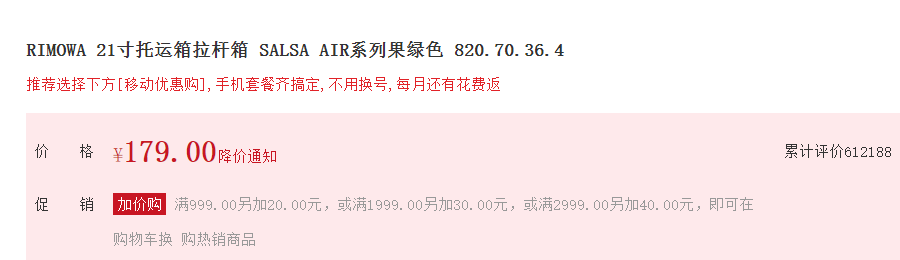 RIMOWA 21寸托运箱拉杆箱 SALSA AIR系列果绿色 820.70.36.4
推荐选择下方[移动优惠购],手机套餐齐搞定,不用换号,每月还有花费返
价 格 ¥179.00降价通知 累计评价612188
促 销 加价购 满999.00另加20.00元，或满1999.00另加30.00元，或满2999.00另加40.00元，即可在
购物车换 购热销商品